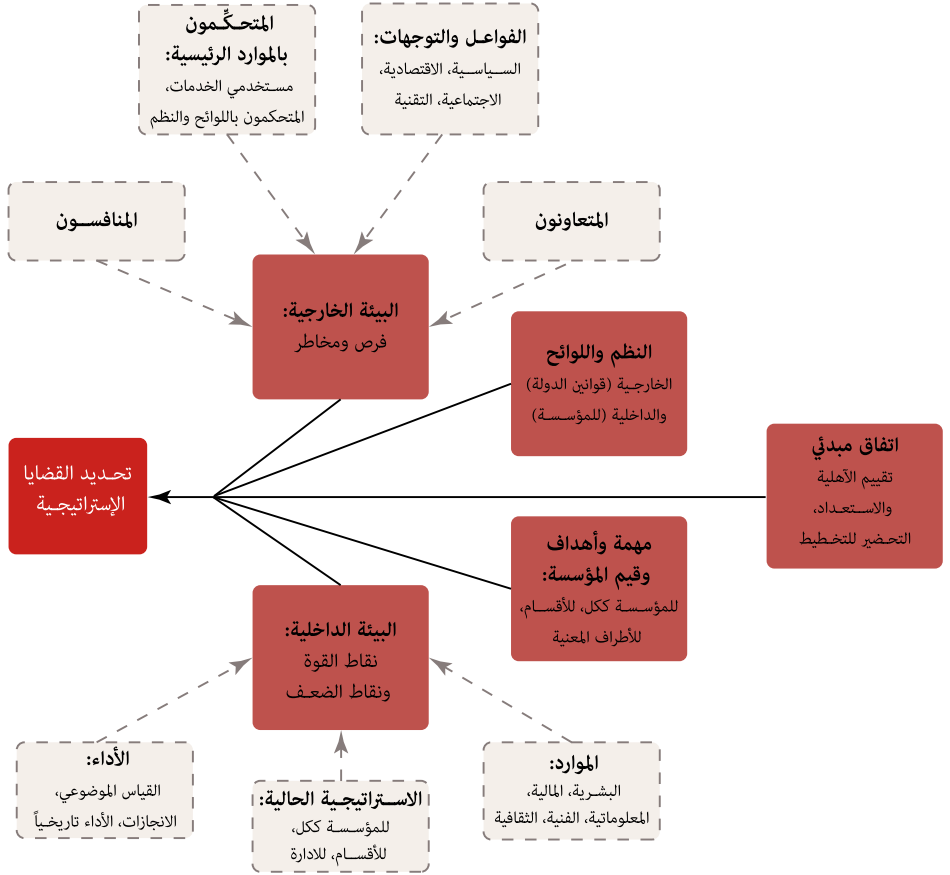 المتحكِّمون
بالموارد الرئيسية:
مستخدمي الخدمات،
المتحكمون باللوائح والنظم
الفواعل والتوجهات:
السياسية، الاقتصادية،
الاجتماعية، التقنية
المتعاونون
المنافسون
البيئة الخارجية:
فرص ومخاطر
النظم واللوائح
الخارجية (قوانين الدولة)
والداخلية (للمؤسسة)
اتفاق مبدئي
تقييم الآهلية
والاستعداد،
التحضير للتخطيط
تحديد القضايا
الإستراتيجية
مهمة وأهداف
وقيم المؤسسة:
للمؤسسة ككل، للأقسام،
للأطراف المعنية
البيئة الداخلية:
نقاط القوة
ونقاط الضعف
الموارد:
البشرية، المالية،
المعلوماتية، الفنية، الثقافية
الاستراتيجية الحالية:
للمؤسسة ككل،
للأقسام، للادارة
الأداء:
القياس الموضوعي،
الانجازات، الأداء تاريخياً